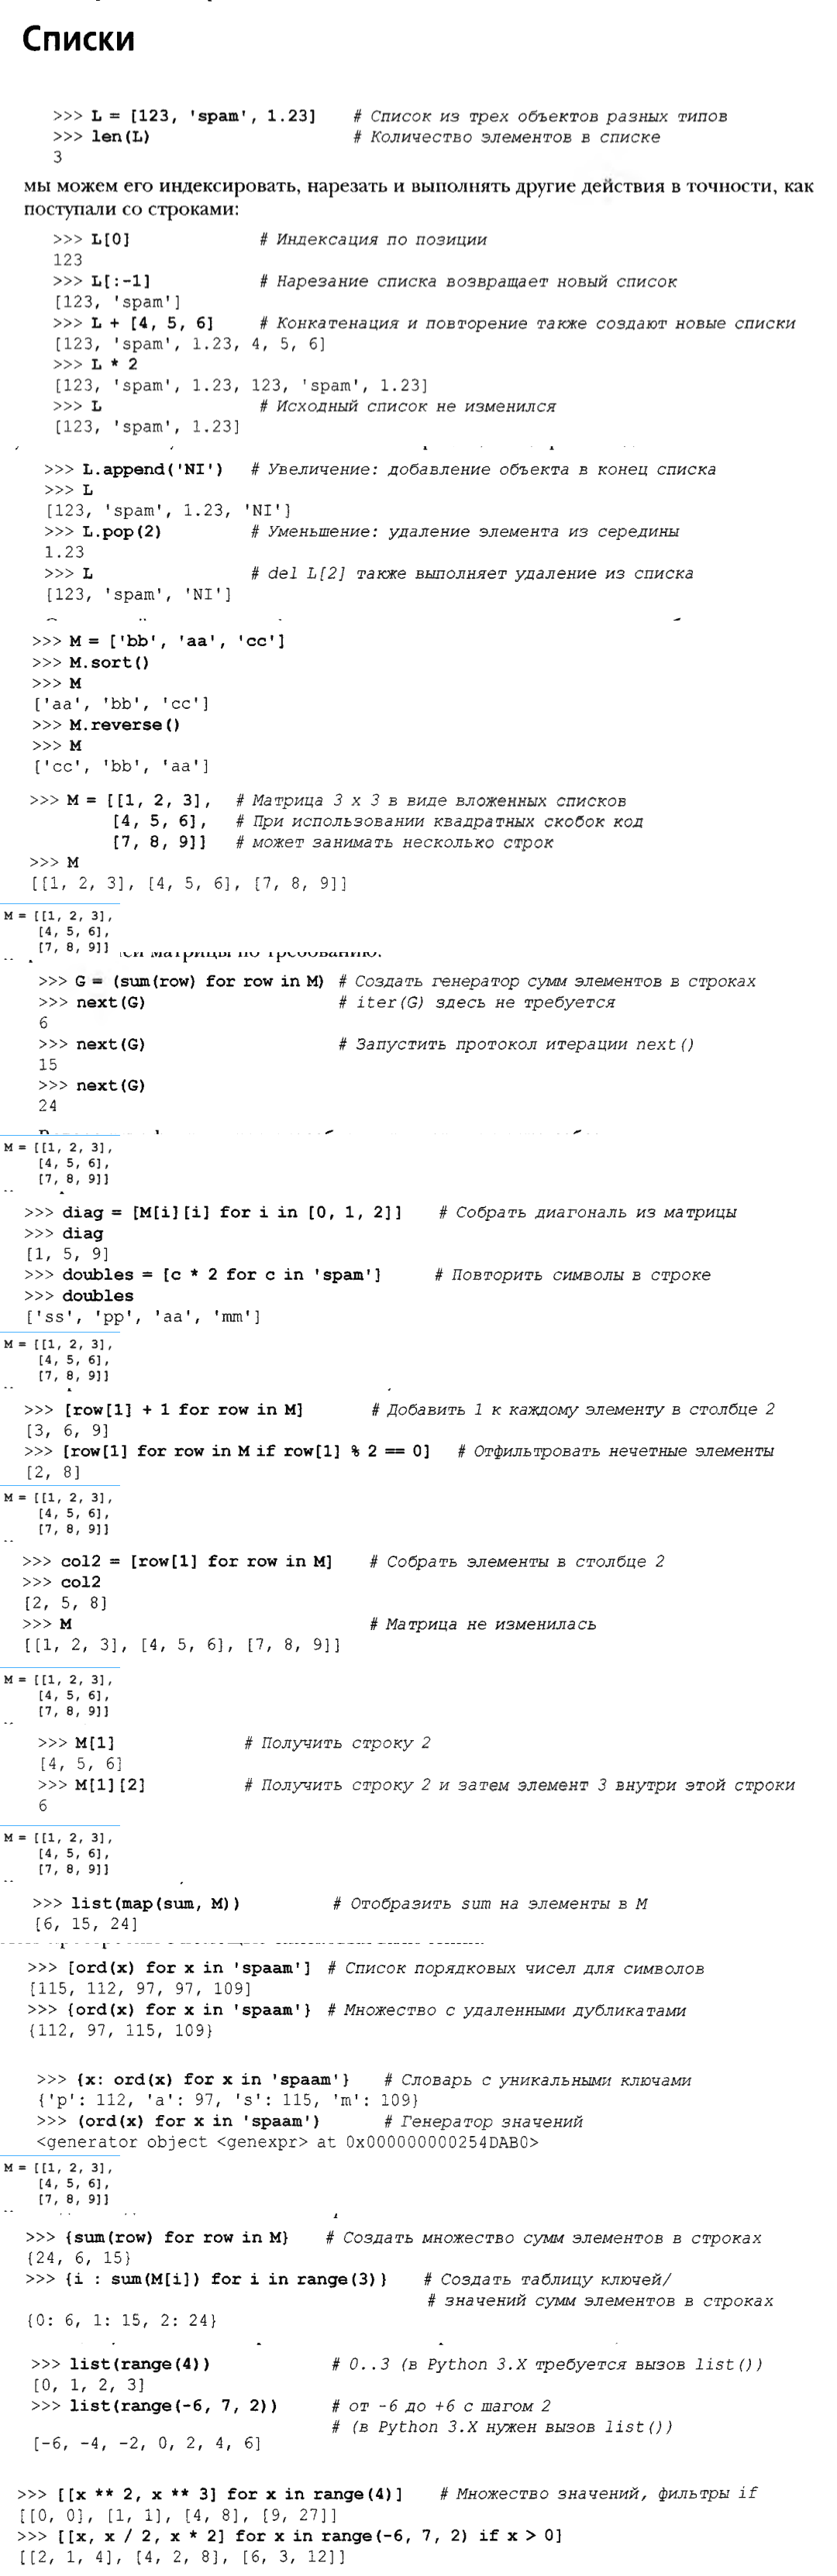 Списки
>>> L = [123, 'spam', 1.23] # Список из трех объектов разных типов
>>> len(L) # Количество элементов в списке
3
мы можем его индексировать, нарезать и выполнять другие действия в точности, как
поступали со строками:
>>> L[0] # Индексация по позиции
123
>>> L[:-1] # Нарезание списка возвращает новый список
[123, 'spam']
>>> L + [4, 5, 6] # Конкатенация и повторение также создают новые списки
[123, 'spam', 1.23, 4, 5, 6]
>>> L * 2
[123, 'spam', 1.23, 123, 'spam', 1.23]
>>> L # Исходный список не изменился
[123, 'spam', 1.23]
>>> L.append('NI') # Увеличение: добавление объекта в конец списка
>>> L
[123, 'spam', 1.23, 'NI']
>>> L.pop(2) # Уменьшение: удаление элемента из середины
1.23
>>> L # del L[2] также выполняет удаление из списка
[123, 'spam', 'NI']
>>> M = ['bb', 'aa', 'cc']
>>> M.sort()
>>> M
['aa', 'bb', 'cc']
>>> M.reverse()
>>> M
['cc', 'bb', 'aa']
>>> M = [[1, 2, 3], # Матрица 3 x 3 в виде вложенных списков
[4, 5, 6], # При использовании квадратных скобок код
[7, 8, 9]] # может занимать несколько строк
>>> M
[[1, 2, 3], [4, 5, 6], [7, 8, 9]]
M = [[1, 2, 3],
[4, 5, 6],
[7, 8, 9]]
матрицы по требованию.
>>> G = (sum(row) for row in M) # Создать генератор сумм элементов в строках
>>> next(G) # iter(G) здесь не требуется
6
>>> next(G) # Запустить протокол итерации next()
15
>>> next(G)
24
M = [[1, 2, 3],
[4, 5, 6],
[7, 8, 9]]
>>> diag = [M[i][i] for i in [0, 1, 2]] # Собрать диагональ из матрицы
>>> diag
[1, 5, 9]
>>> doubles = [c * 2 for c in 'spam'] # Повторить символы в строке
>>> doubles
['ss', 'pp', 'aa', 'mm']
M = [[1, 2, 3],
[4, 5, 6],
[7, 8, 9]]
>>> [row[1] + 1 for row in M] # Добавить 1 к каждому элементу в столбце 2
[3, 6, 9]
>>> [row[1] for row in M if row[1] % 2 == 0] # Отфильтровать нечетные элементы
[2, 8]
M = [[1, 2, 3],
[4, 5, 6],
[7, 8, 9]]
>>> col2 = [row[1] for row in M] # Собрать элементы в столбце 2
>>> col2
[2, 5, 8]
>>> M # Матрица не изменилась
[[1, 2, 3], [4, 5, 6], [7, 8, 9]]
M = [[1, 2, 3],
[4, 5, 6],
[7, 8, 9]]
>>> M[1] # Получить строку 2
[4, 5, 6]
>>> M[1][2] # Получить строку 2 и затем элемент 3 внутри этой строки
6
M = [[1, 2, 3],
[4, 5, 6],
[7, 8, 9]]
>>> list(map(sum, M)) # Отобразить sum на элементы в M
[6, 15, 24]
>>> [ord(x) for x in 'spaam'] # Список порядковых чисел для символов
[115, 112, 97, 97, 109]
>>> {ord(x) for x in 'spaam'} # Множество с удаленными дубликатами
{112, 97, 115, 109}
>>> {x: ord(x) for x in 'spaam'} # Словарь с уникальными ключами
{'p': 112, 'a': 97, 's': 115, 'm': 109}
>>> (ord(x) for x in 'spaam') # Генератор значений
<generator object <genexpr> at 0x000000000254DAB0>
M = [[1, 2, 3],
[4, 5, 6],
[7, 8, 9]]
>>> {sum(row) for row in M} # Создать множество сумм элементов в строках
{24, 6, 15}
>>> {i : sum(M[i]) for i in range(3)} # Создать таблицу ключей/
# значений сумм элементов в строках
{0: 6, 1: 15, 2: 24}
>>> list(range(4)) # 0..3 (в Python 3.X требуется вызов list())
[0, 1, 2, 3]
>>> list(range(-6, 7, 2)) # от -6 до +6 с шагом 2
# (в Python 3.X нужен вызов list())
[-6, -4, -2, 0, 2, 4, 6]
>>> [[x ** 2, x ** 3] for x in range(4)] # Множество значений, фильтры if
[[0, 0], [1, 1], [4, 8], [9, 27]]
>>> [[x, x / 2, x * 2] for x in range(-6, 7, 2) if x > 0]
[[2, 1, 4], [4, 2, 8], [6, 3, 12]]